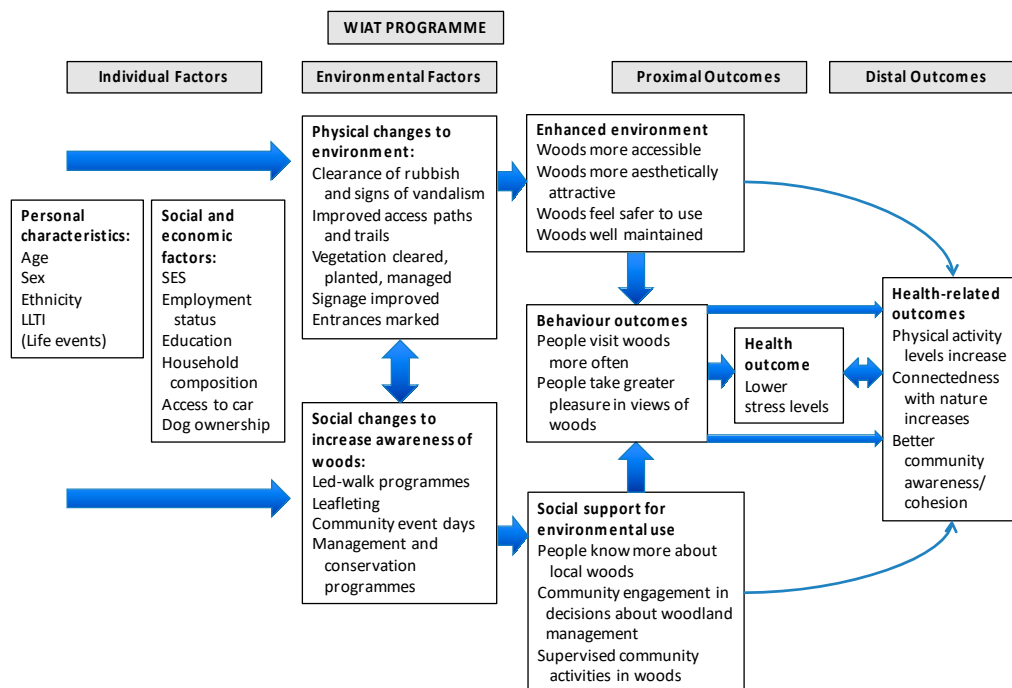 WIAT PROGRAMME
Individual Factors
Environmental Factors
Proximal Outcomes
Distal Outcomes
Personal
characteristics:
Age
Sex
Ethnicity
LLTI
(Life events)
Social and
economic
factors:
SES
Employment
status
Education
Household
composition
Access to car
Dog ownership
Physical changes to
environment:
Clearance of rubbish
and signs of vandalism
Improved access paths
and trails
Vegetation cleared,
planted, managed
Signage improved
Entrances marked
Social changes to
increase awareness of
woods:
Led-walk programmes
Leafleting
Community event days
Management and
conservation
programmes
Enhanced environment
Woods more accessible
Woods more aesthetically
attractive
Woods feel safer to use
Woods well maintained
Behaviour outcomes
People visit woods
more often
People take greater
pleasure in views of
woods
Social support for
environmental use
People know more about
local woods
Community engagement in
decisions about woodland
management
Supervised community
activities in woods
Health
outcome
Lower
stress levels
Health-related
outcomes
Physical activity
levels increase
Connectedness
with nature
increases
Better
community
awareness/
cohesion